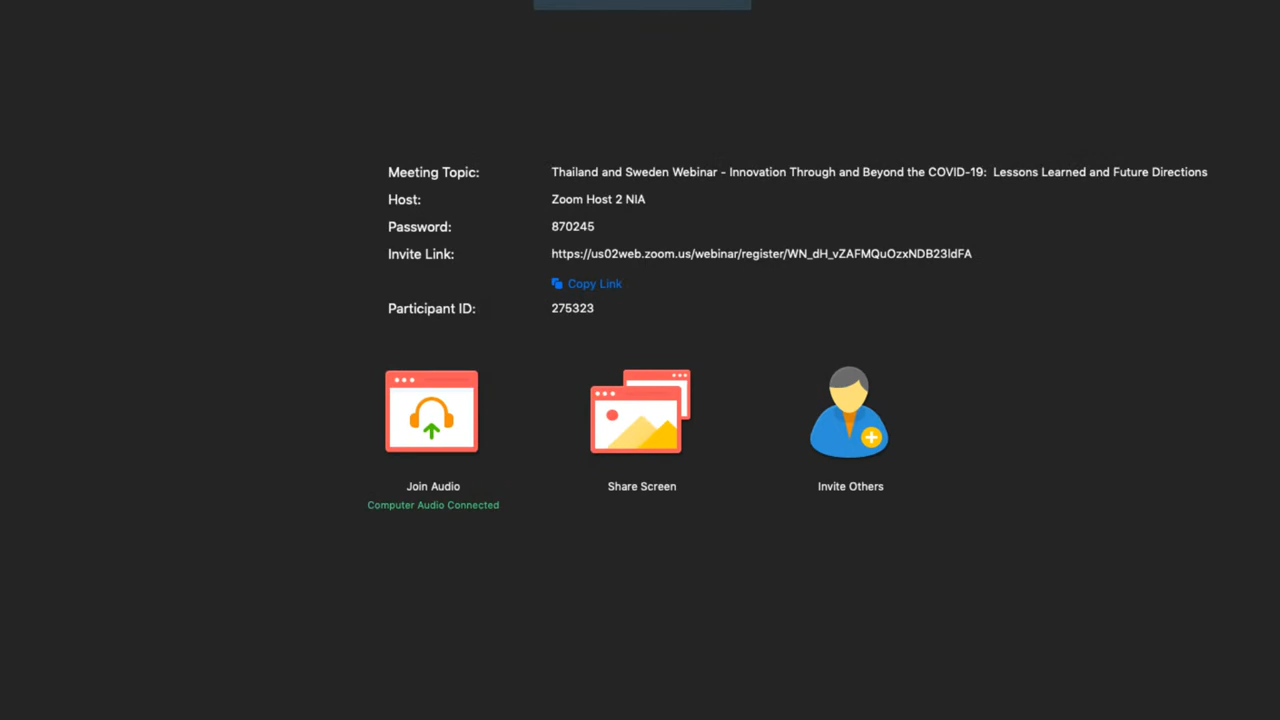 Meeting Topic: Thailand and Sweden Webinar - Innovation Through and Beyond the COVID-19: Lessons Learned and Future Directions
Host: Zoom Host 2 NIA
Password: 870245
Invite Link: https://us02web.zoom.us/webinar/register/WN_dH_vZAFMQuOzxNDB23ldFA
Copy Link
Participant ID: 275323
Join Audio Share Screen Invite Others
Computer Audio Connected